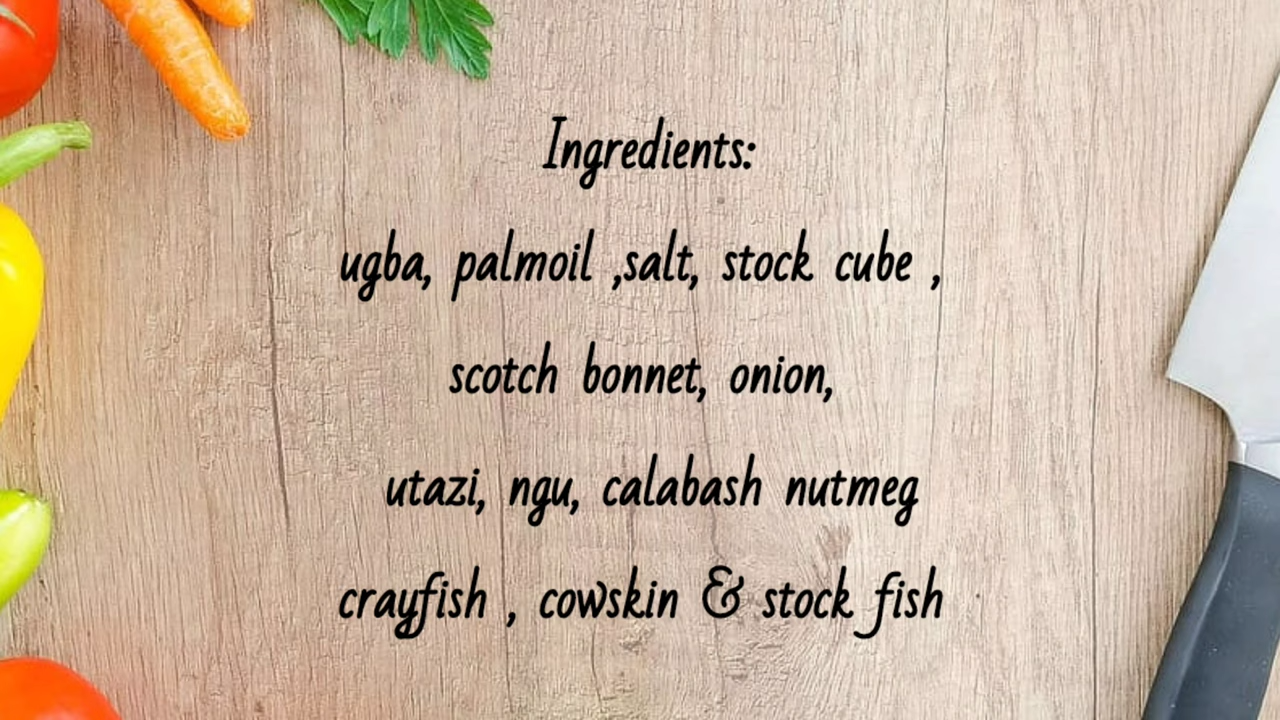 Ingredients:
ugba, palmoil ,salt, stock cube ,
scotch bonnet, onion,
utazi, ngu, calabash nutmeg
crayfish , cowskin & stock fish